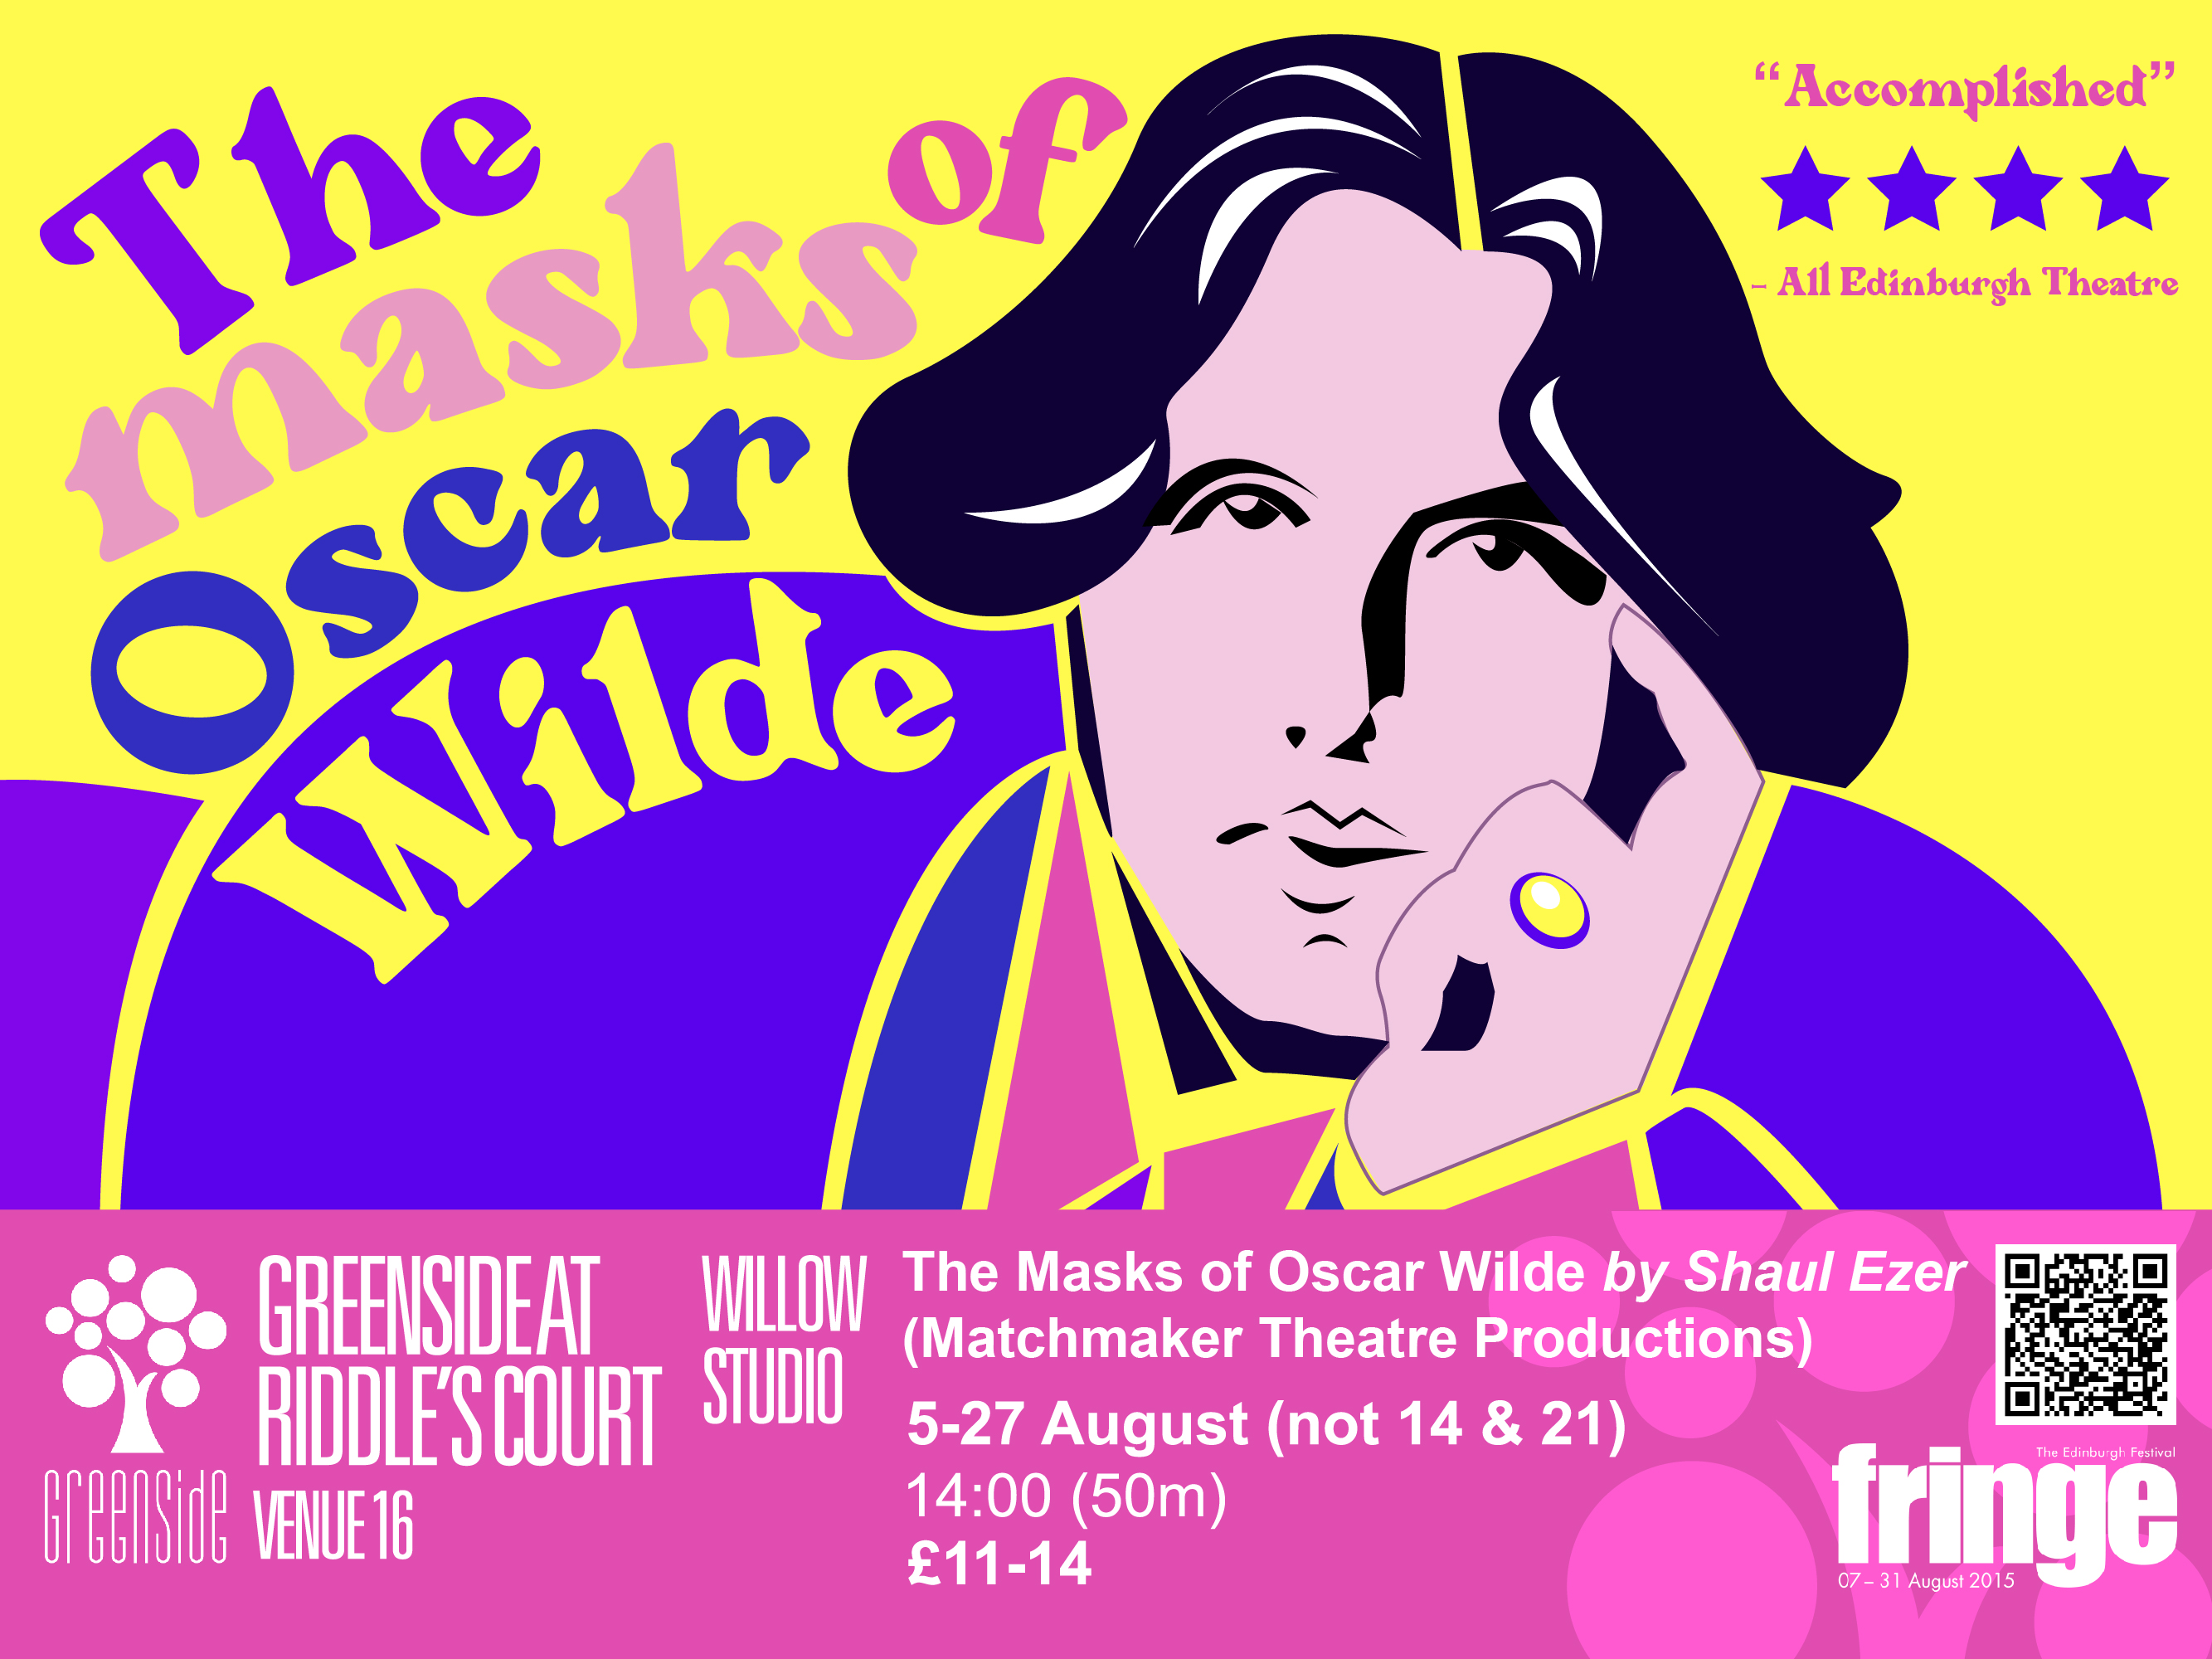 The
masks of
Oscar
Wilde
“Accomplished”
- All Edinburgh Theatre
GREENSIDE AT
RIDDLE’S COURT
VENUE 16
greenside
WILLOW
STUDIO
The Masks of Oscar Wilde by Shaul Ezer
(Matchmaker Theatre Productions)
5-27 August (not 14 & 21)
14:00 (50m)
£11-14
The Edinburgh Festival
fringe
07 – 31 August 2015